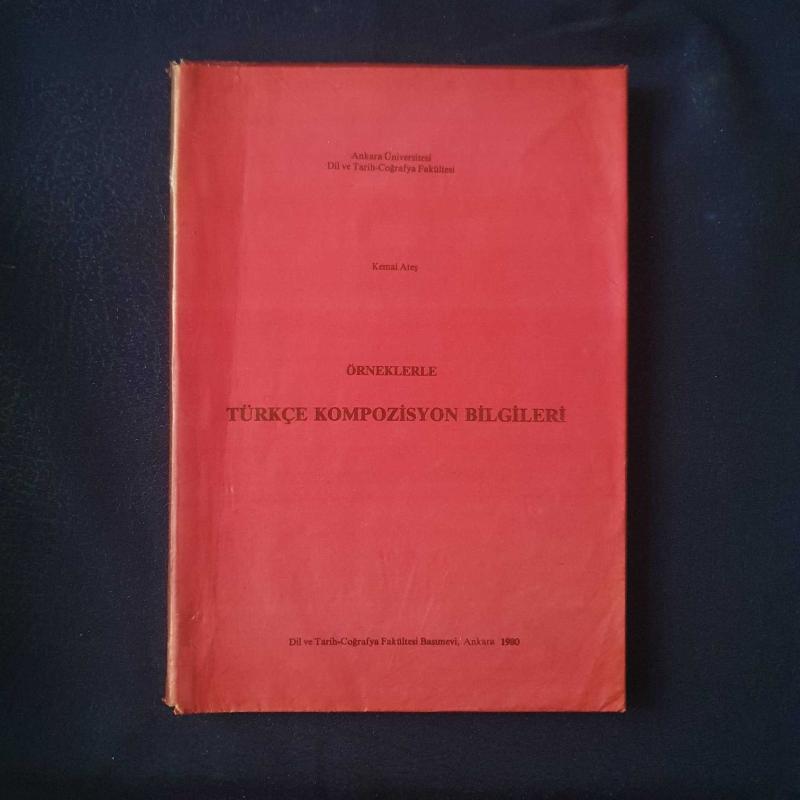 Ankara Üniversitesi
Dil ve Tarih-Coğrafya Fakültesi
Kemal Ateş
ÖRNEKLERLE
TÜRKÇE KOMPOZİSYON BİLGİLERİ
Dil ve Tarih-Coğrafya Fakültesi Basımevi, Ankara 1980